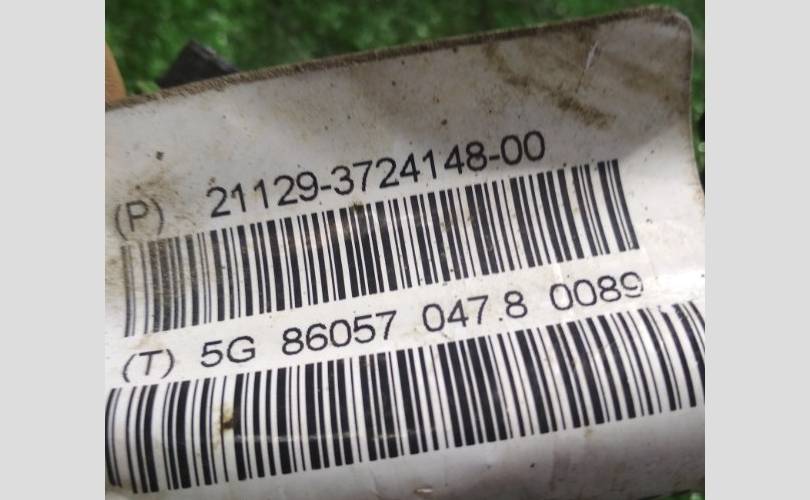 (P) 21129-3724148-00
(T) 5G 86057 047.8 0089